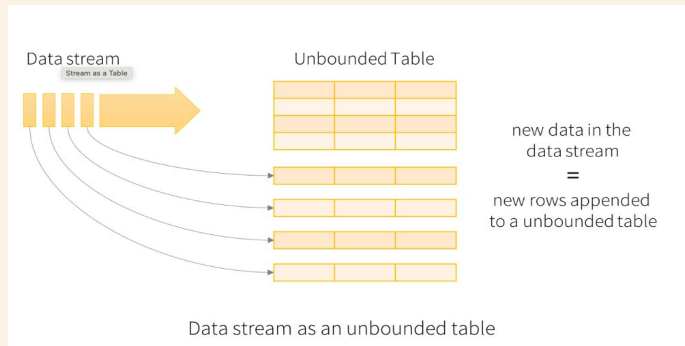 Data stream
Stream as a Table
Unbounded Table
new data in the
data stream
=
new rows appended
to a unbounded table
Data stream as an unbounded table